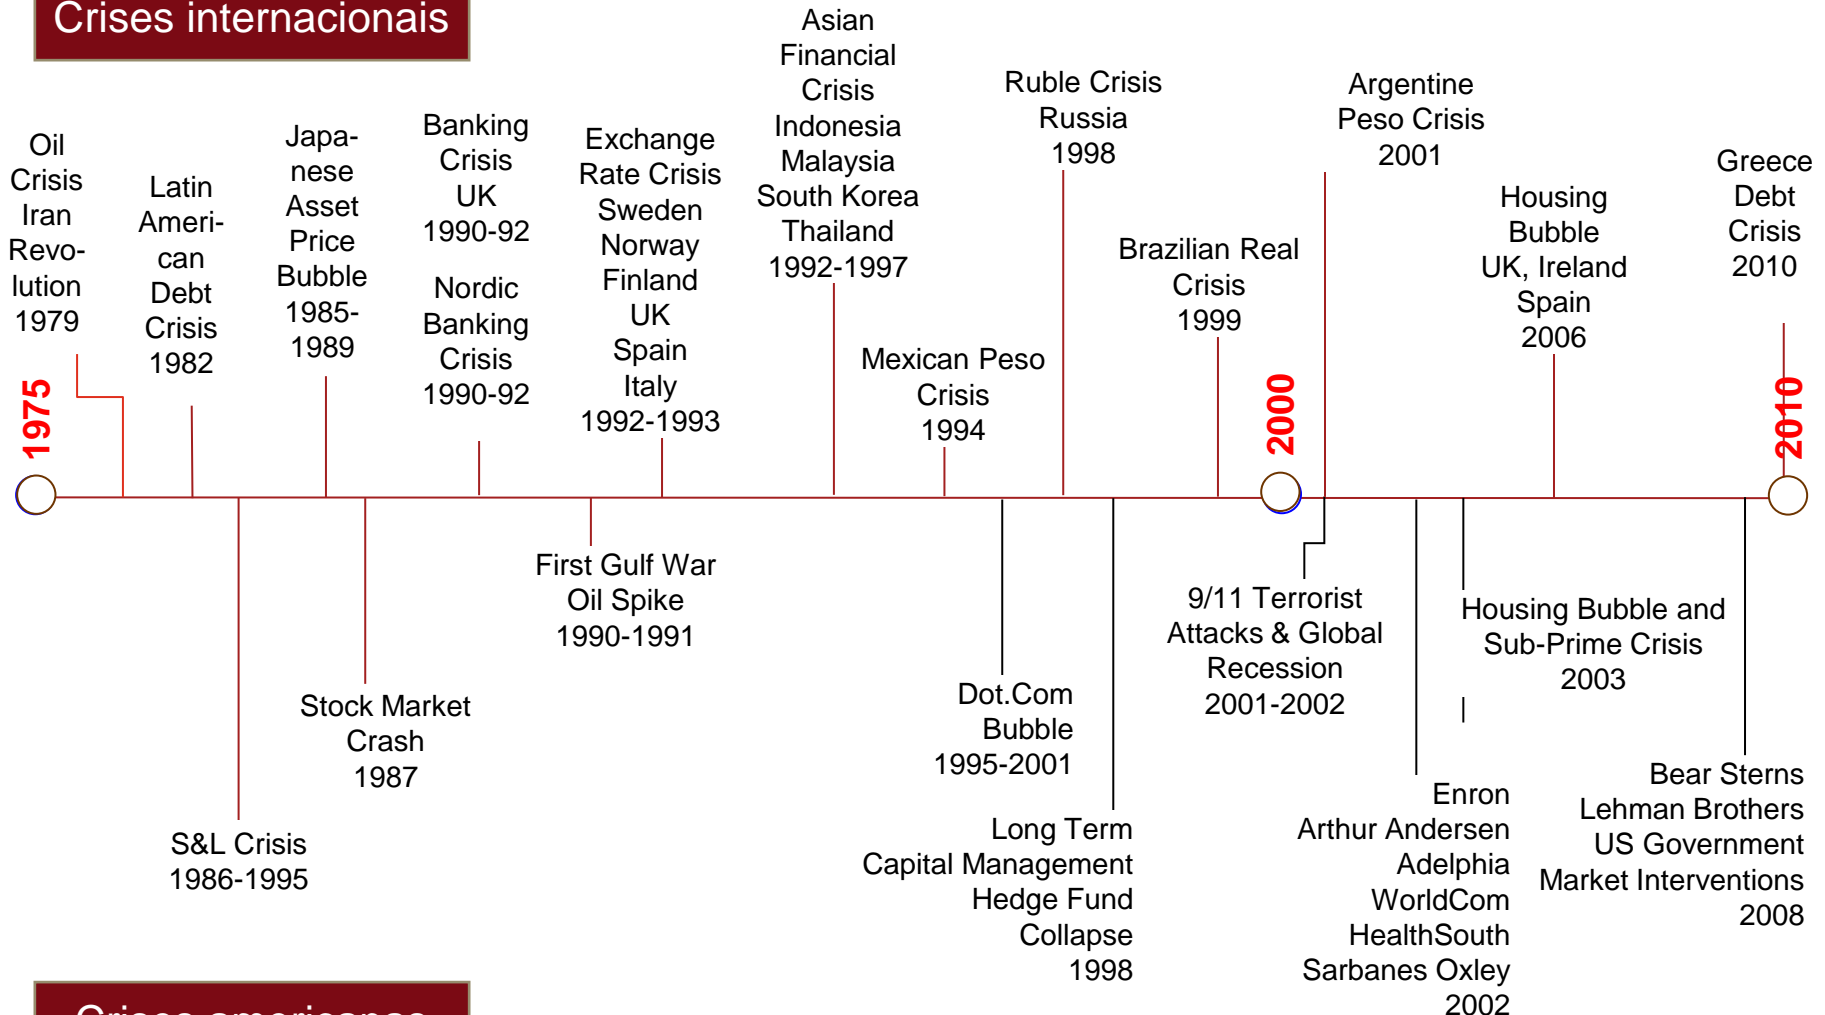 Crises internacionais
Oil
Crisis
Iran
Revo-
lution
1979
Latin
Ameri-
can
Debt
Crisis
1982
Japa-
nese
Asset
Price
Bubble
1985-
1989
Banking
Crisis
UK
1990-92
Nordic
Banking
Crisis
1990-92
Exchange
Rate Crisis
Sweden
Norway
Finland
UK
Spain
Italy
1992-1993
Asian
Financial
Crisis
Indonesia
Malaysia
South Korea
Thailand
1992-1997
Mexican Peso
Crisis
1994
Ruble Crisis
Russia
1998
Brazilian Real
Crisis
1999
Argentine
Peso Crisis
2001
Housing
Bubble
UK, Ireland
Spain
2006
Greece
Debt
Crisis
2010
1975
2000
2010
S&L Crisis
1986-1995
Stock Market
Crash
1987
First Gulf War
Oil Spike
1990-1991
Dot.Com
Bubble
1995-2001
Long Term
Capital Management
Hedge Fund
Collapse
1998
9/11 Terrorist
Attacks & Global
Recession
2001-2002
Enron
Arthur Andersen
Adelphia
WorldCom
HealthSouth
Sarbanes Oxley
2002
Housing Bubble and
Sub-Prime Crisis
2003
Bear Sterns
Lehman Brothers
US Government
Market Interventions
2008
Crises americanas